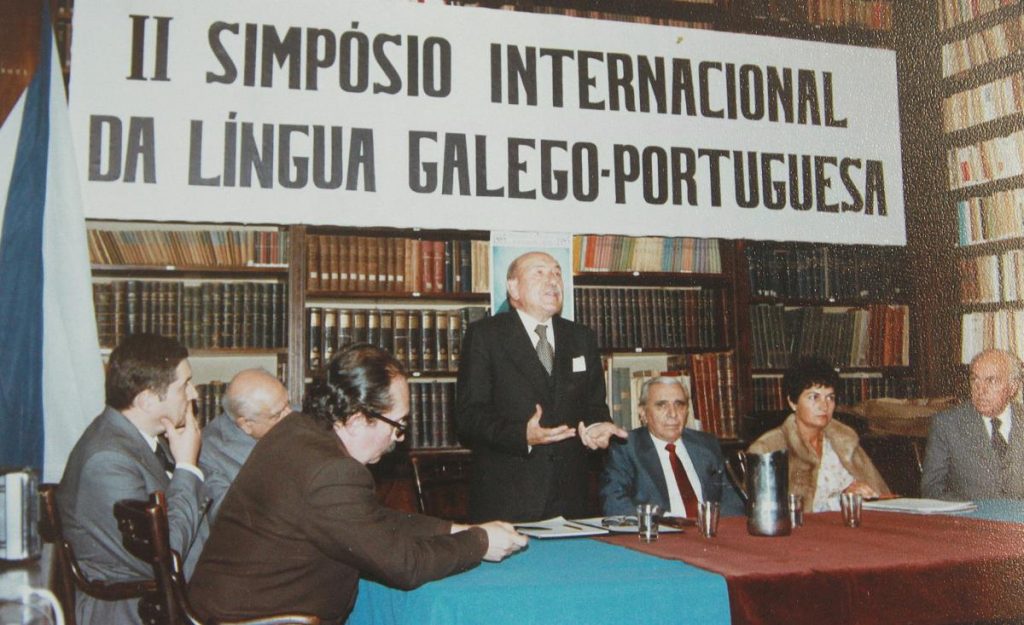 II SIMPÓSIO INTERNACIONAL
DA LÍNGUA GALEGO-PORTUGUESA